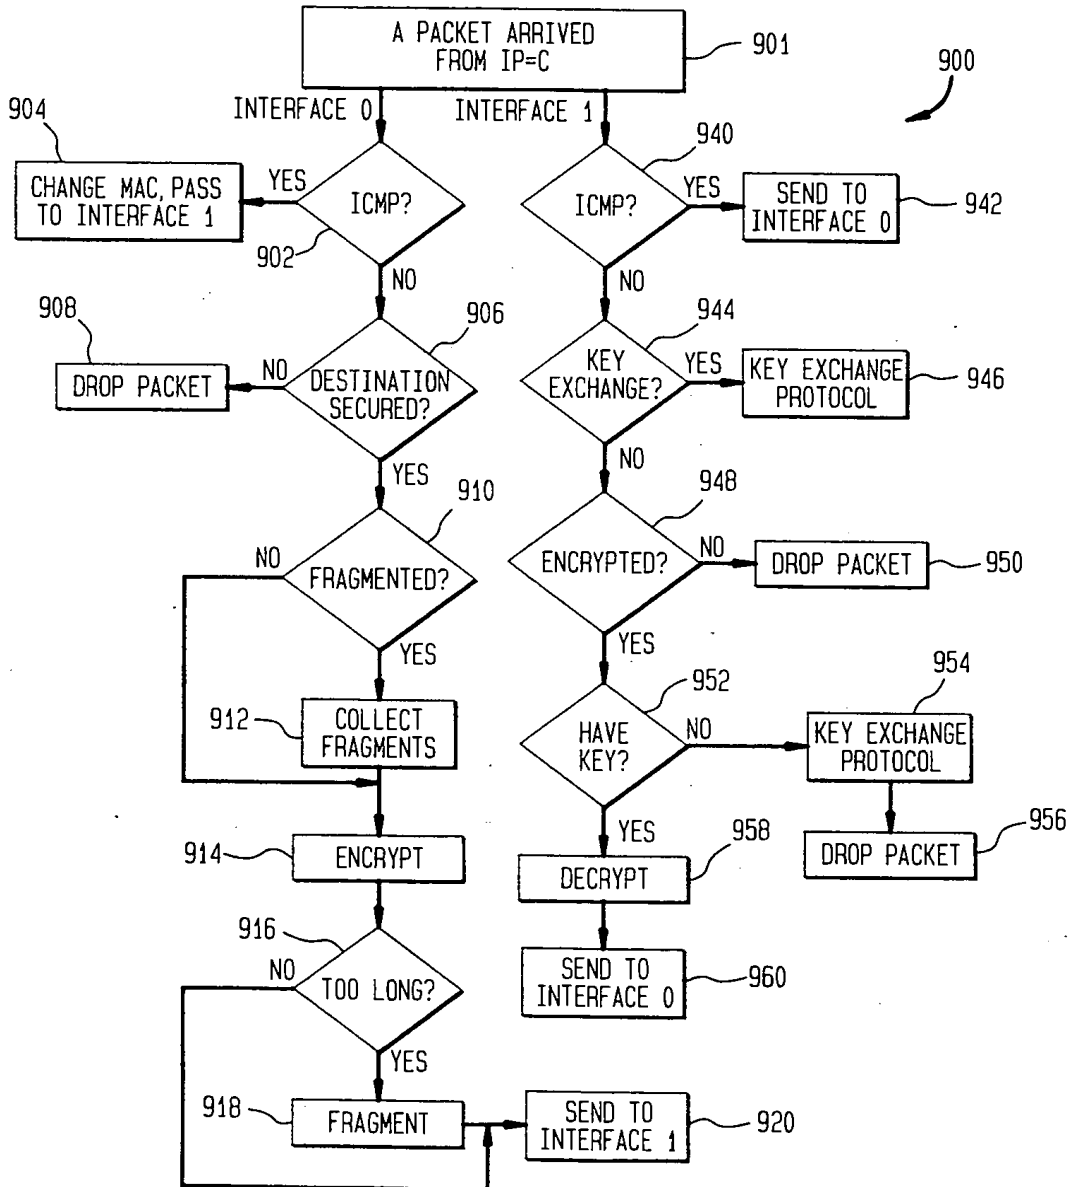 A PACKET ARRIVED
FROM IP=C
901
900
INTERFACE 0
INTERFACE 1
904
CHANGE MAC, PASS
TO INTERFACE 1
YES
ICMP?
902
NO
940
ICMP?
YES
SEND TO
INTERFACE 0
942
NO
908
DROP PACKET
NO
906
DESTINATION
SECURED?
YES
944
KEY
EXCHANGE?
YES
KEY EXCHANGE
PROTOCOL
946
NO
910
NO
FRAGMENTED?
YES
948
ENCRYPTED?
NO
DROP PACKET
950
YES
912
COLLECT
FRAGMENTS
952
HAVE
KEY?
NO
954
KEY EXCHANGE
PROTOCOL
YES
956
DROP PACKET
914
ENCRYPT
958
DECRYPT
916
NO
TOO LONG?
YES
SEND TO
INTERFACE 0
960
918
FRAGMENT
SEND TO
INTERFACE 1
920